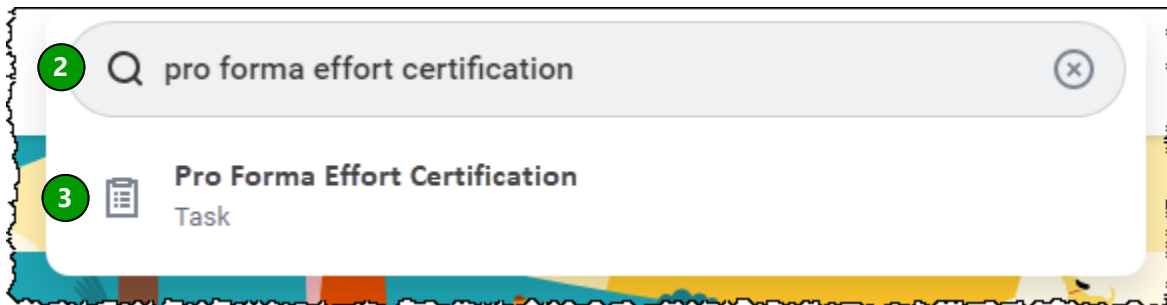 2 pro forma effort certification
3 Pro Forma Effort Certification
Task